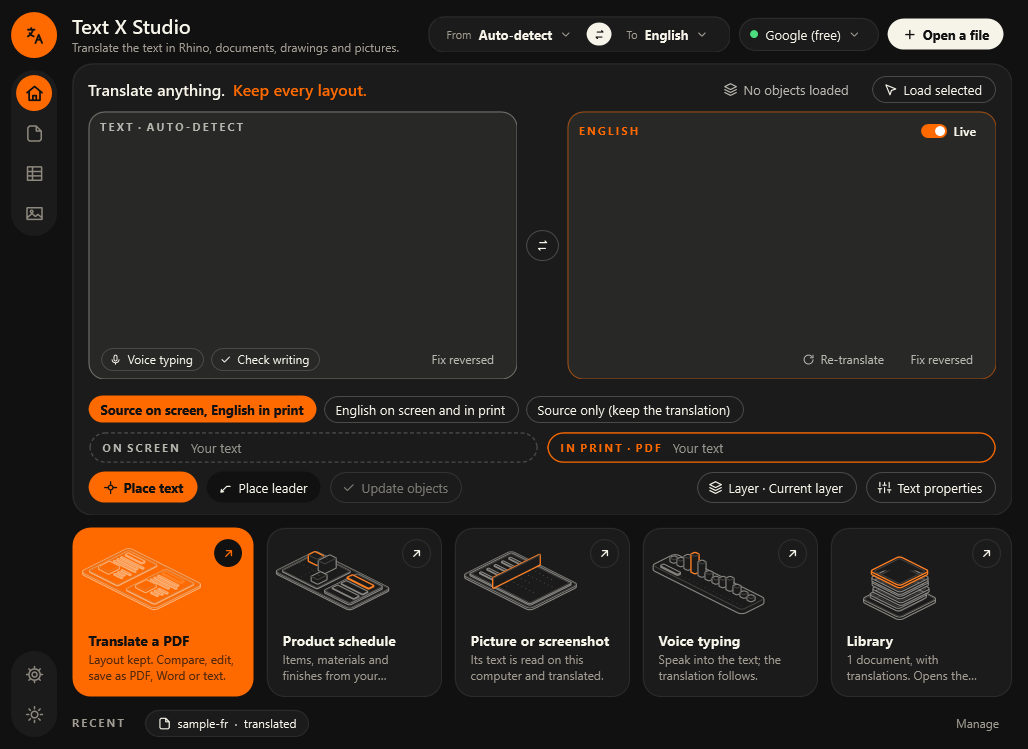 Text X Studio
Translate the text in Rhino, documents, drawings and pictures.
From Auto-detect
To English
Google (free)
+ Open a file
Translate anything. Keep every layout.
No objects loaded
Load selected
TEXT · AUTO-DETECT
ENGLISH
Live
Voice typing
Check writing
Fix reversed
Re-translate
Fix reversed
Source on screen, English in print
English on screen and in print
Source only (keep the translation)
ON SCREEN Your text
IN PRINT · PDF Your text
Place text
Place leader
Update objects
Layer · Current layer
Text properties
Translate a PDF
Layout kept. Compare, edit,
save as PDF, Word or text.
Product schedule
Items, materials and
finishes from your...
Picture or screenshot
Its text is read on this
computer and translated.
Voice typing
Speak into the text; the
translation follows.
Library
1 document, with
translations. Opens the...
RECENT
sample-fr · translated
Manage